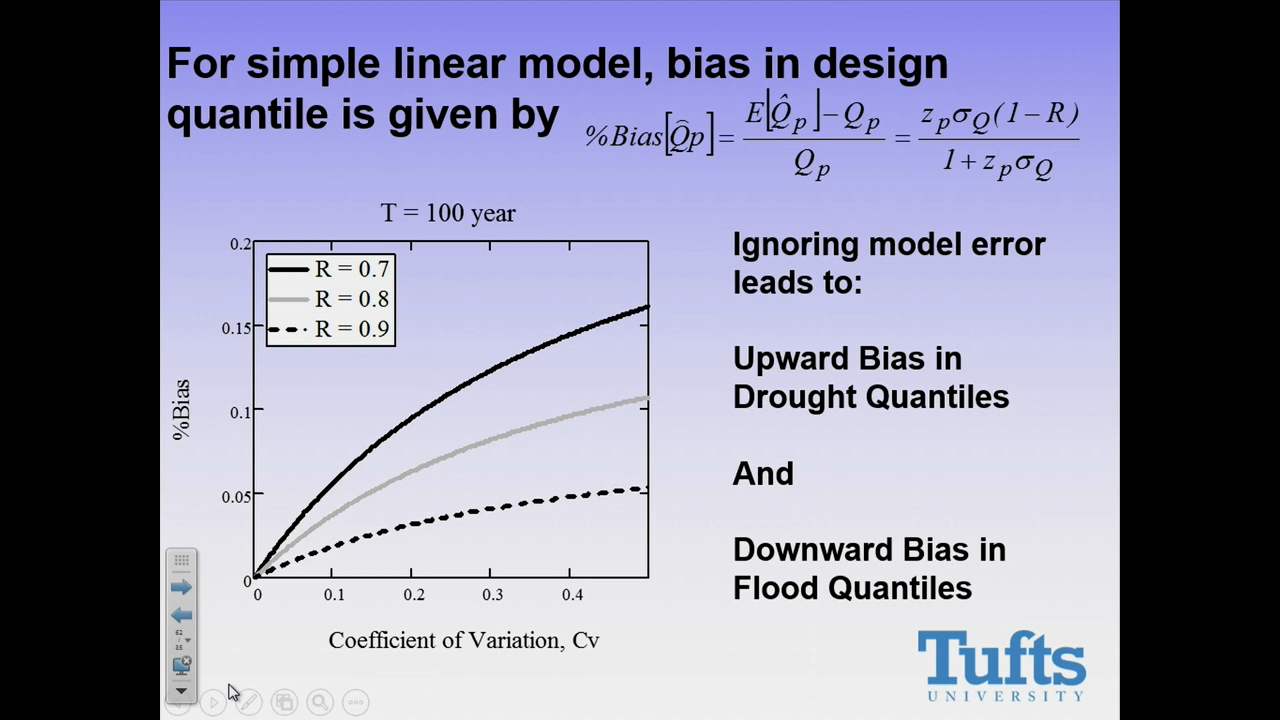 For simple linear model, bias in design
quantile is given by
%Bias[Q̂p] = E[Q̂p] − Qp / Qp = zpσQ(1 − R) / 1 + zpσQ
T = 100 year
0.2
0.15
0.1
0.05
0
R = 0.7
R = 0.8
R = 0.9
%Bias
0 0.1 0.2 0.3 0.4
Coefficient of Variation, Cv
Ignoring model error
leads to:
Upward Bias in
Drought Quantiles
And
Downward Bias in
Flood Quantiles
Tufts
UNIVERSITY